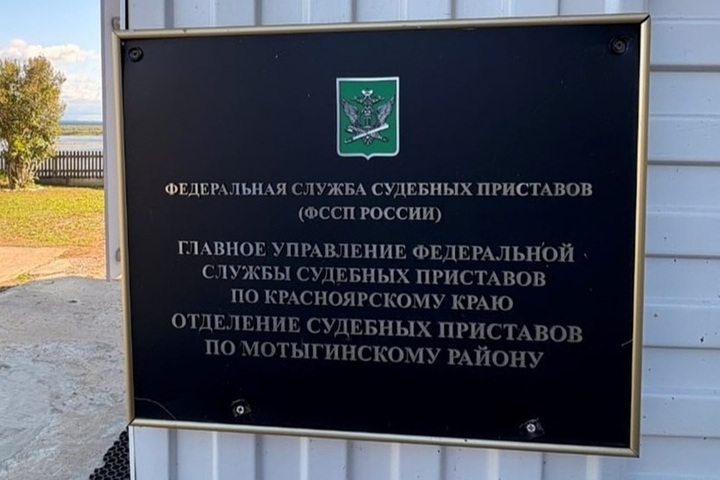 ФЕДЕРАЛЬНАЯ СЛУЖБА СУДЕБНЫХ ПРИСТАВОВ
(ФССП РОССИИ)
ГЛАВНОЕ УПРАВЛЕНИЕ ФЕДЕРАЛЬНОЙ
СЛУЖБЫ СУДЕБНЫХ ПРИСТАВОВ
ПО КРАСНОЯРСКОМУ КРАЮ
ОТДЕЛЕНИЕ СУДЕБНЫХ ПРИСТАВОВ
ПО МОТЫГИНСКОМУ РАЙОНУ